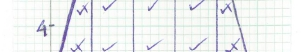 4-
x ✓ ✓ ✓ x
✓ ✓ ✓ x